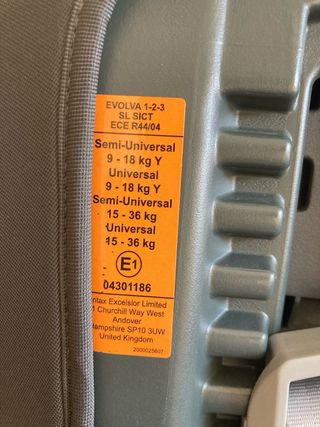 EVOLVA 1-2-3
SL SICT
ECE R44/04
Semi-Universal
9 - 18 kg Y
Universal
9 - 18 kg Y
Semi-Universal
15 - 36 kg
Universal
15 - 36 kg
E1
04301186
ritax Excelsior Limited
1 Churchill Way West
Andover
Hampshire SP10 3UW
United Kingdom
2000025607